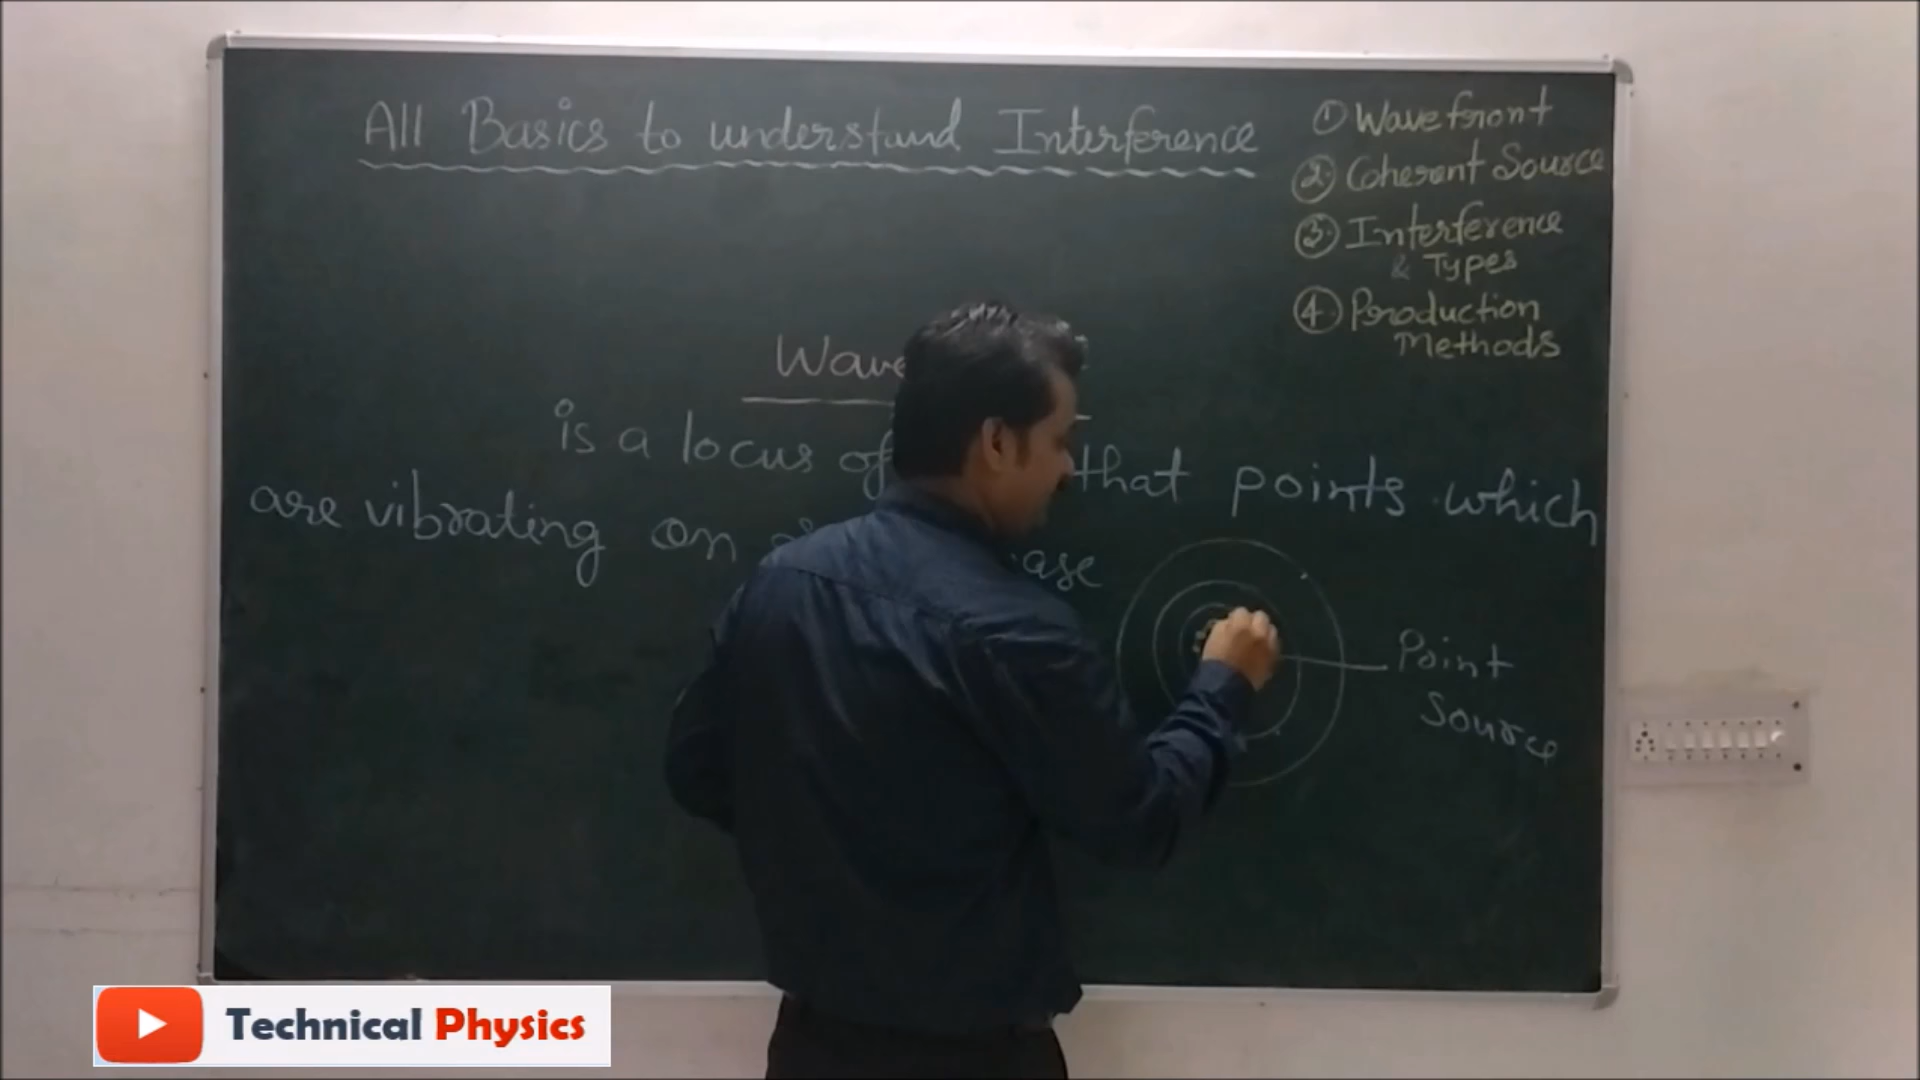 All Basics to understand Interference
① Wavefront
② Coherent Source
③ Interference
& Types
④ Production
Methods
is a locus of that points which
are vibrating on
Point
Source
Technical Physics